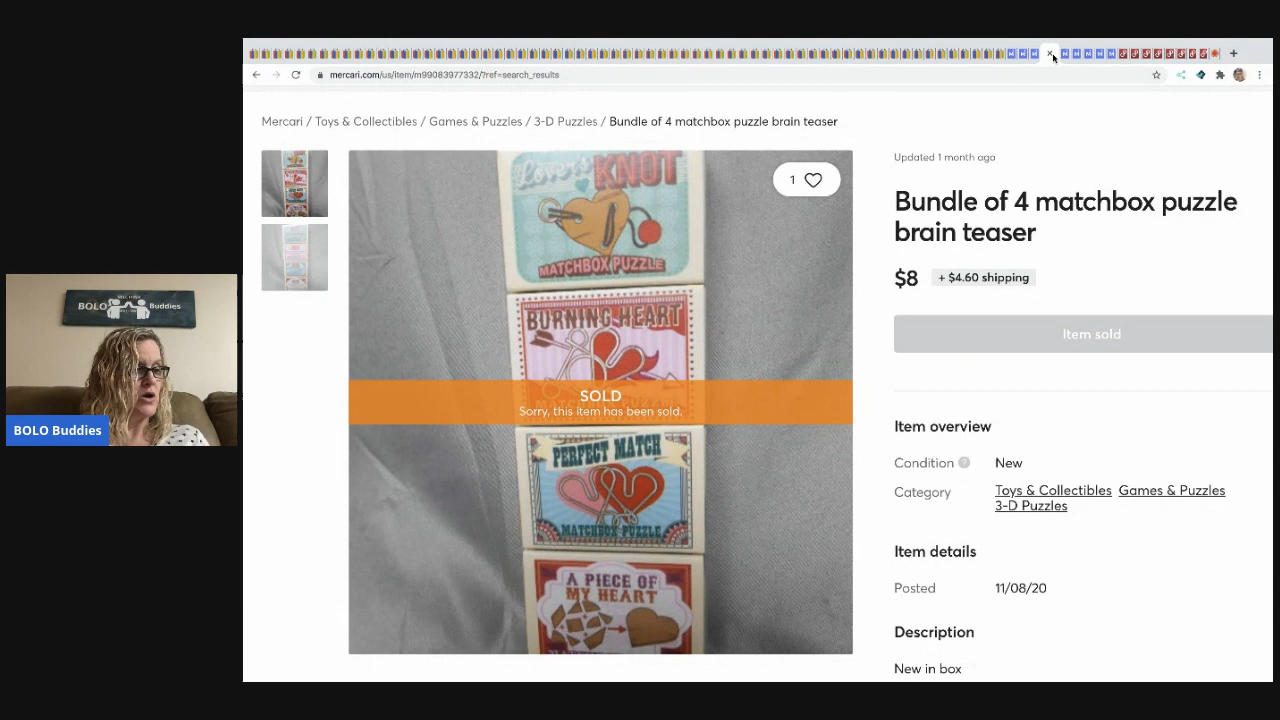 mercari.com/us/item/m99083977332/?ref=search_results
Mercari / Toys & Collectibles / Games & Puzzles / 3-D Puzzles / Bundle of 4 matchbox puzzle brain teaser
Updated 1 month ago
1
Bundle of 4 matchbox puzzle
brain teaser
$8 + $4.60 shipping
Item sold
Lover's KNOT
MATCHBOX PUZZLE
BURNING HEART
SOLD
Sorry, this item has been sold.
PERFECT MATCH
MATCHBOX PUZZLE
A PIECE OF
MY HEART
Item overview
Condition ? New
Category Toys & Collectibles Games & Puzzles
3-D Puzzles
Item details
Posted 11/08/20
Description
New in box
BOLO Buddies
BOLO Buddies